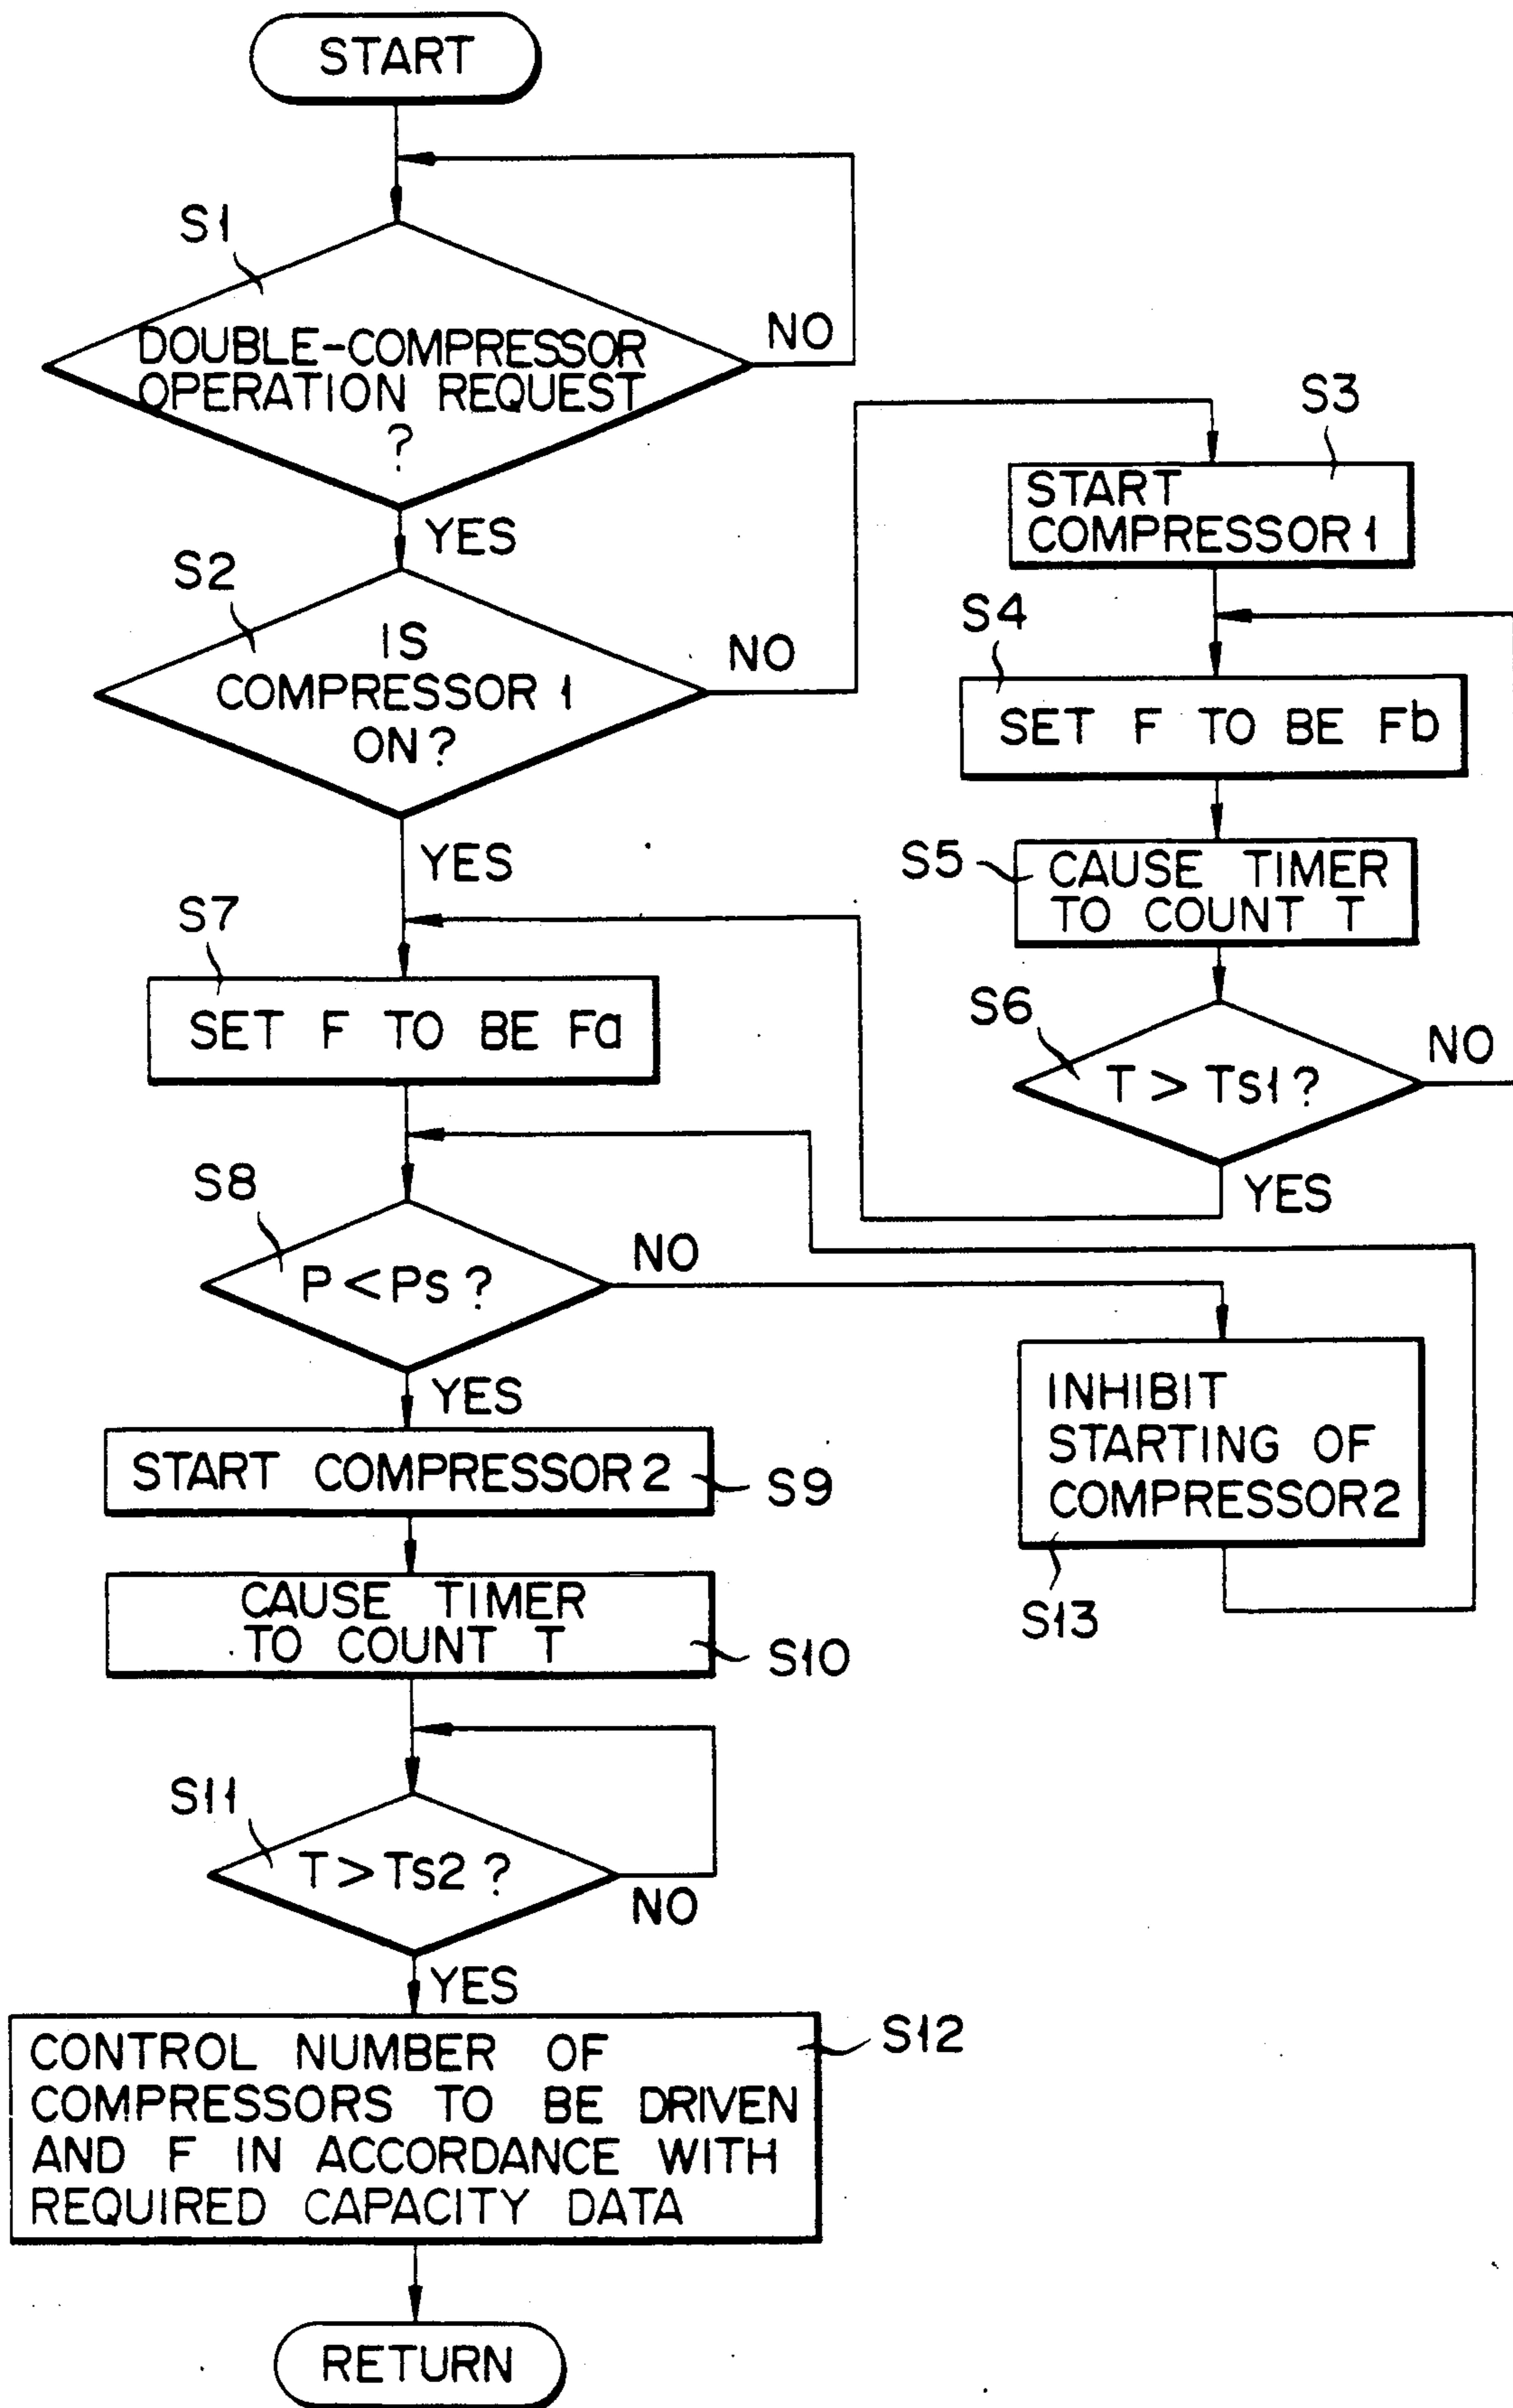 START
S1
DOUBLE-COMPRESSOR
OPERATION REQUEST
?
NO
YES
S2
IS
COMPRESSOR 1
ON?
NO
S3
START
COMPRESSOR 1
S4
SET F TO BE Fb
S5
CAUSE TIMER
TO COUNT T
S6
T > Ts1 ?
NO
YES
YES
S7
SET F TO BE Fa
S8
P < Ps ?
NO
YES
START COMPRESSOR 2
S9
INHIBIT
STARTING OF
COMPRESSOR 2
S13
CAUSE TIMER
TO COUNT T
S10
S11
T > Ts2 ?
NO
YES
CONTROL NUMBER OF
COMPRESSORS TO BE DRIVEN
AND F IN ACCORDANCE WITH
REQUIRED CAPACITY DATA
S12
RETURN